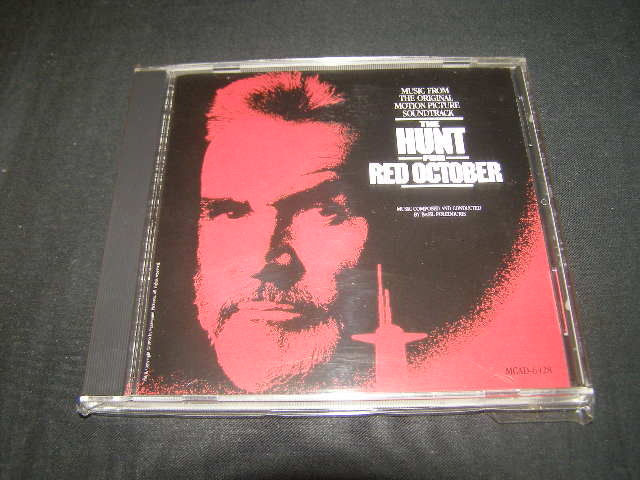 MUSIC FROM
THE ORIGINAL
MOTION PICTURE
SOUNDTRACK
THE
HUNT
FOR
RED OCTOBER
MUSIC COMPOSED AND CONDUCTED
BY BASIL POLEDOURIS
MCAD-6428